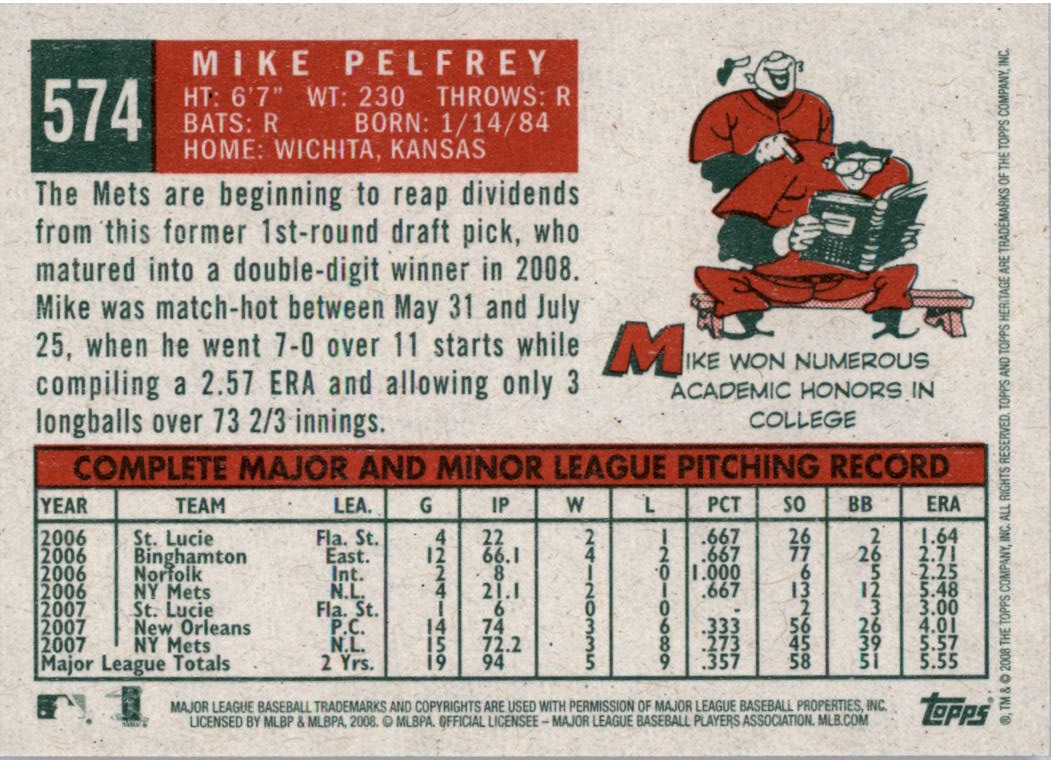 574
MIKE PELFREY
HT: 6'7" WT: 230 THROWS: R
BATS: R BORN: 1/14/84
HOME: WICHITA, KANSAS
The Mets are beginning to reap dividends
from this former 1st-round draft pick, who
matured into a double-digit winner in 2008.
Mike was match-hot between May 31 and July
25, when he went 7-0 over 11 starts while
compiling a 2.57 ERA and allowing only 3
longballs over 73 2/3 innings.
MIKE WON NUMEROUS
ACADEMIC HONORS IN
COLLEGE
COMPLETE MAJOR AND MINOR LEAGUE PITCHING RECORD
YEAR TEAM LEA. G IP W L PCT SO BB ERA
2006 St. Lucie Fla. St. 4 22 2 1 .667 26 2 1.64
2006 Binghamton East. 12 66.1 4 2 .667 77 26 2.71
2006 Norfolk Int. 2 8 1 0 1.000 6 5 2.25
2006 NY Mets N.L. 4 21.1 2 1 .667 13 12 5.48
2007 St. Lucie Fla. St. 1 6 0 0 - 2 3 3.00
2007 New Orleans P.C. 14 74 3 6 .333 56 26 4.01
2007 NY Mets N.L. 15 72.2 3 8 .273 45 39 5.57
Major League Totals 2 Yrs. 19 94 5 9 .357 58 51 5.55
MAJOR LEAGUE BASEBALL TRADEMARKS AND COPYRIGHTS ARE USED WITH PERMISSION OF MAJOR LEAGUE BASEBALL PROPERTIES, INC.
LICENSED BY MLBP & MLBPA, 2008. © MLBPA. OFFICIAL LICENSEE – MAJOR LEAGUE BASEBALL PLAYERS ASSOCIATION. MLB.COM
topps
®, TM & © 2008 THE TOPPS COMPANY, INC. ALL RIGHTS RESERVED. TOPPS AND TOPPS HERITAGE ARE TRADEMARKS OF THE TOPPS COMPANY, INC.